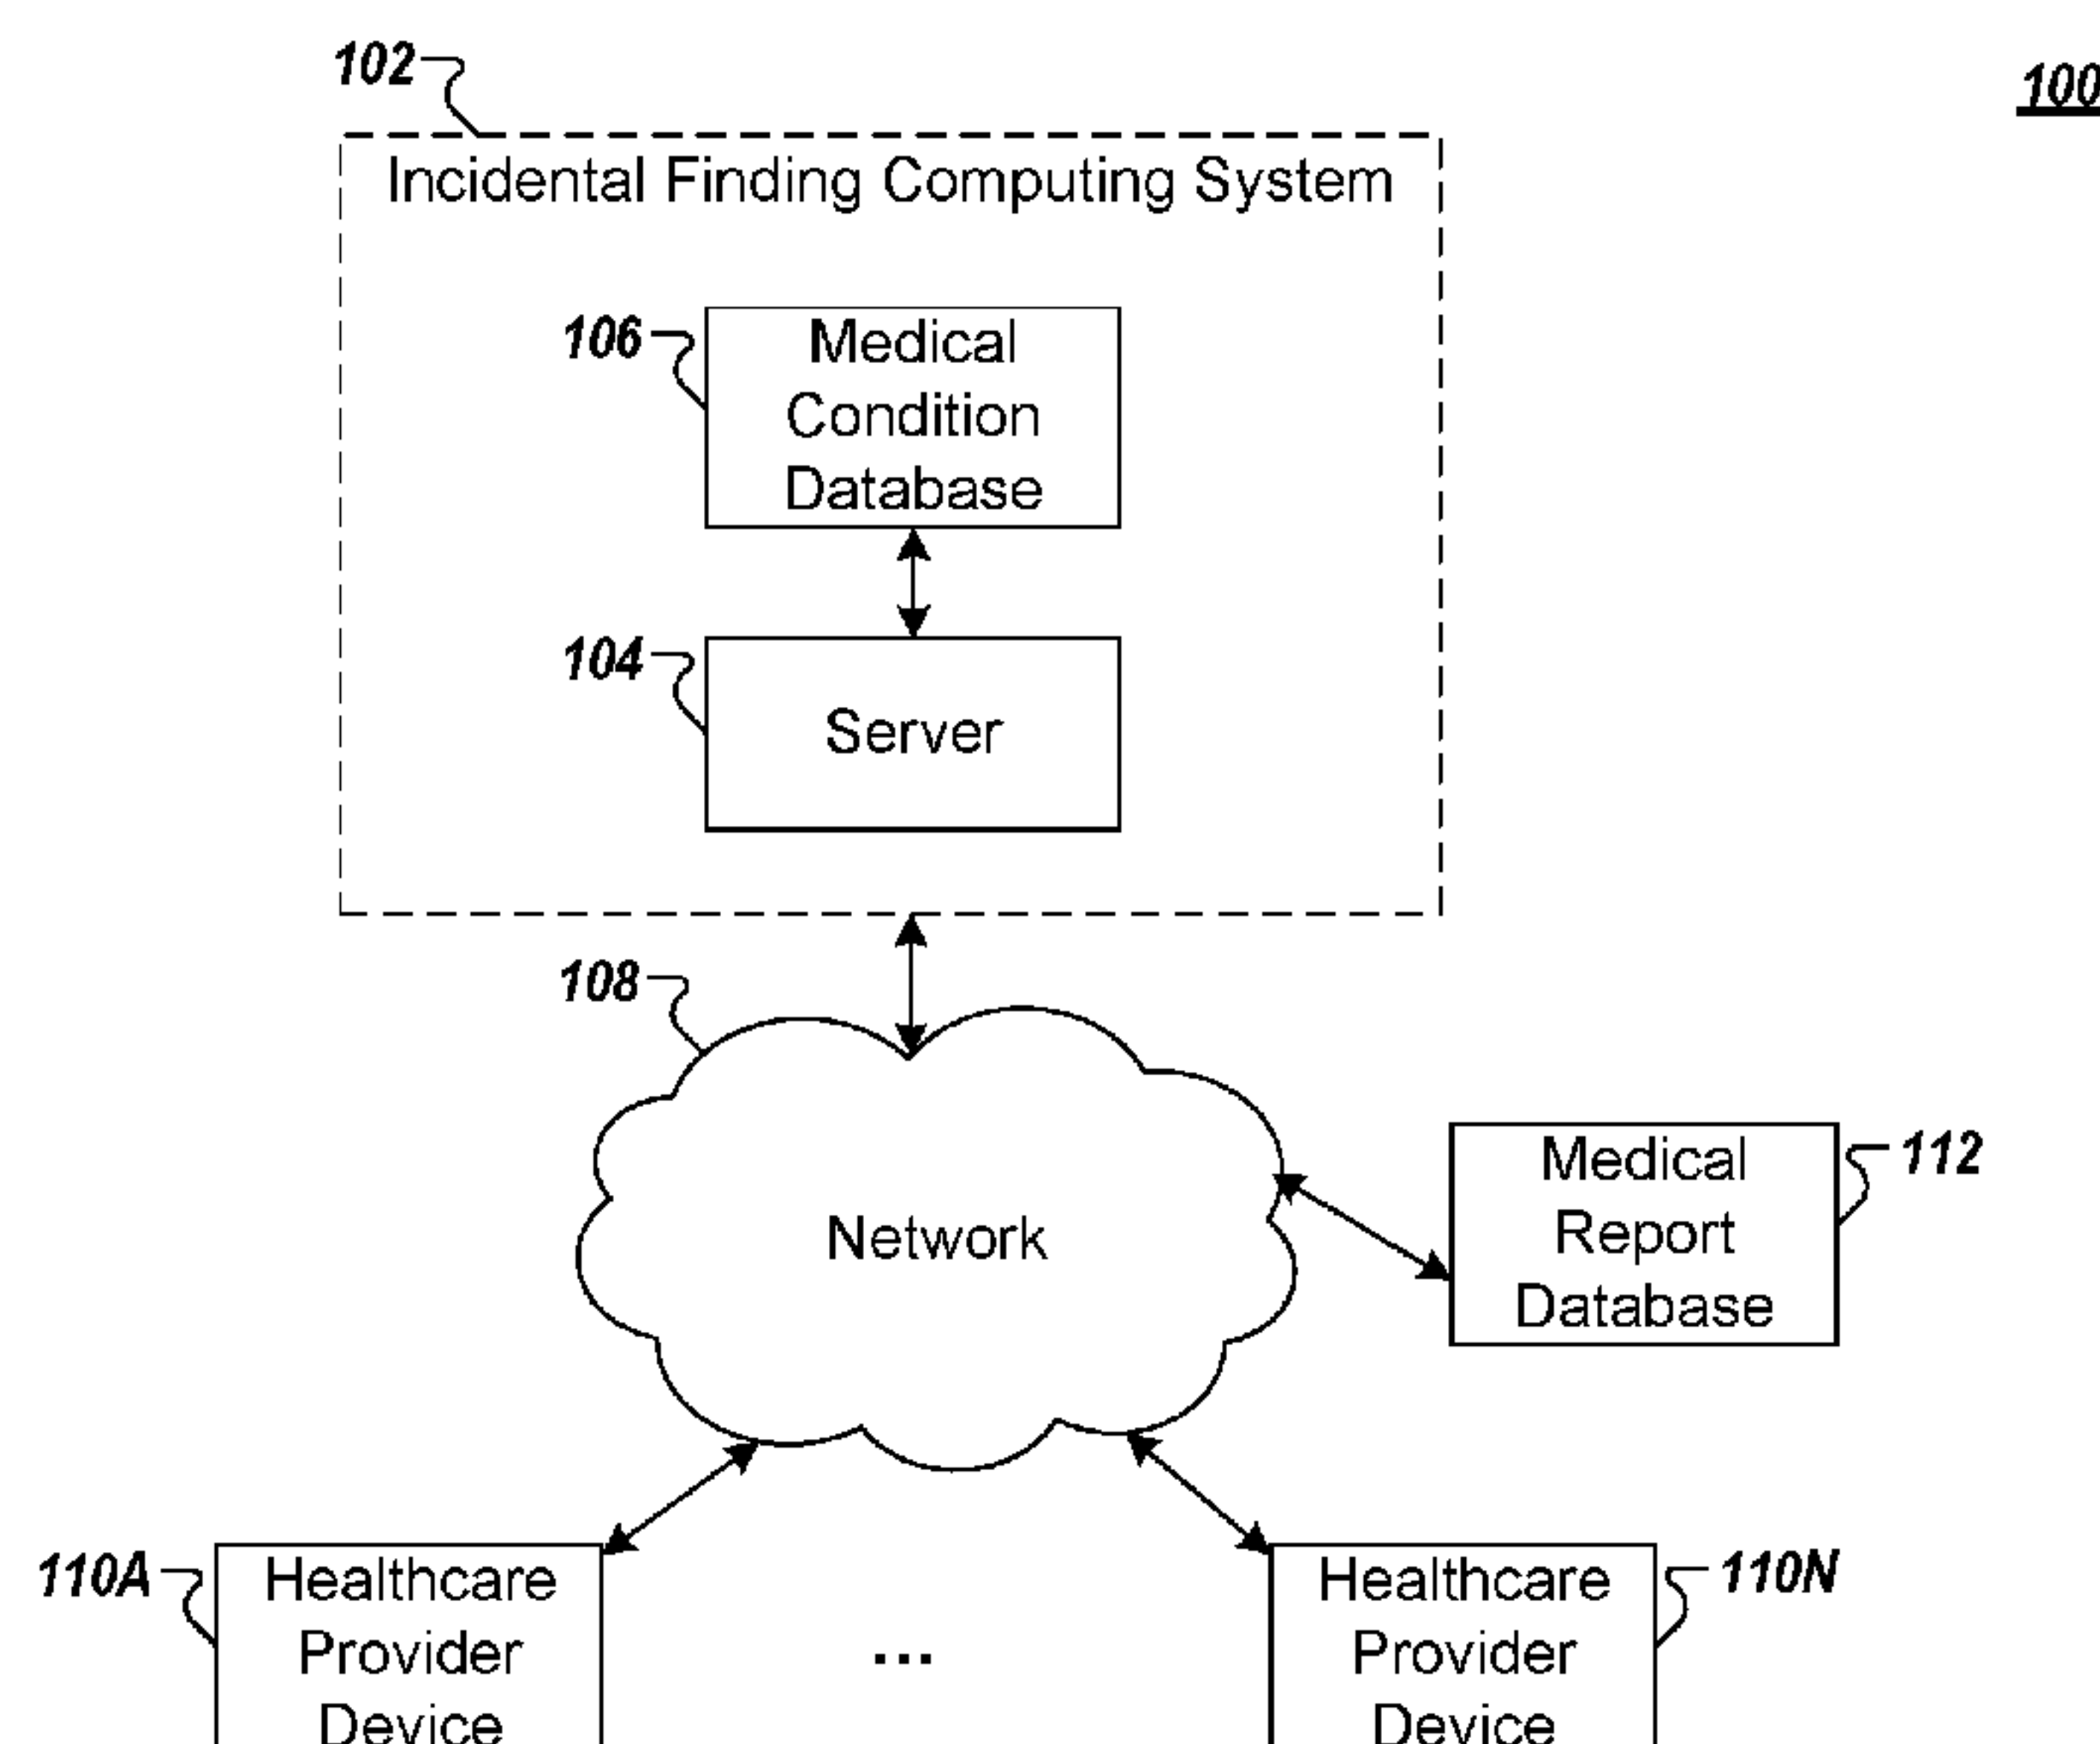 102
100
Incidental Finding Computing System
106
Medical
Condition
Database
104
Server
108
Network
Medical
Report
Database
112
110A
Healthcare
Provider
Device
...
Healthcare
Provider
Device
110N